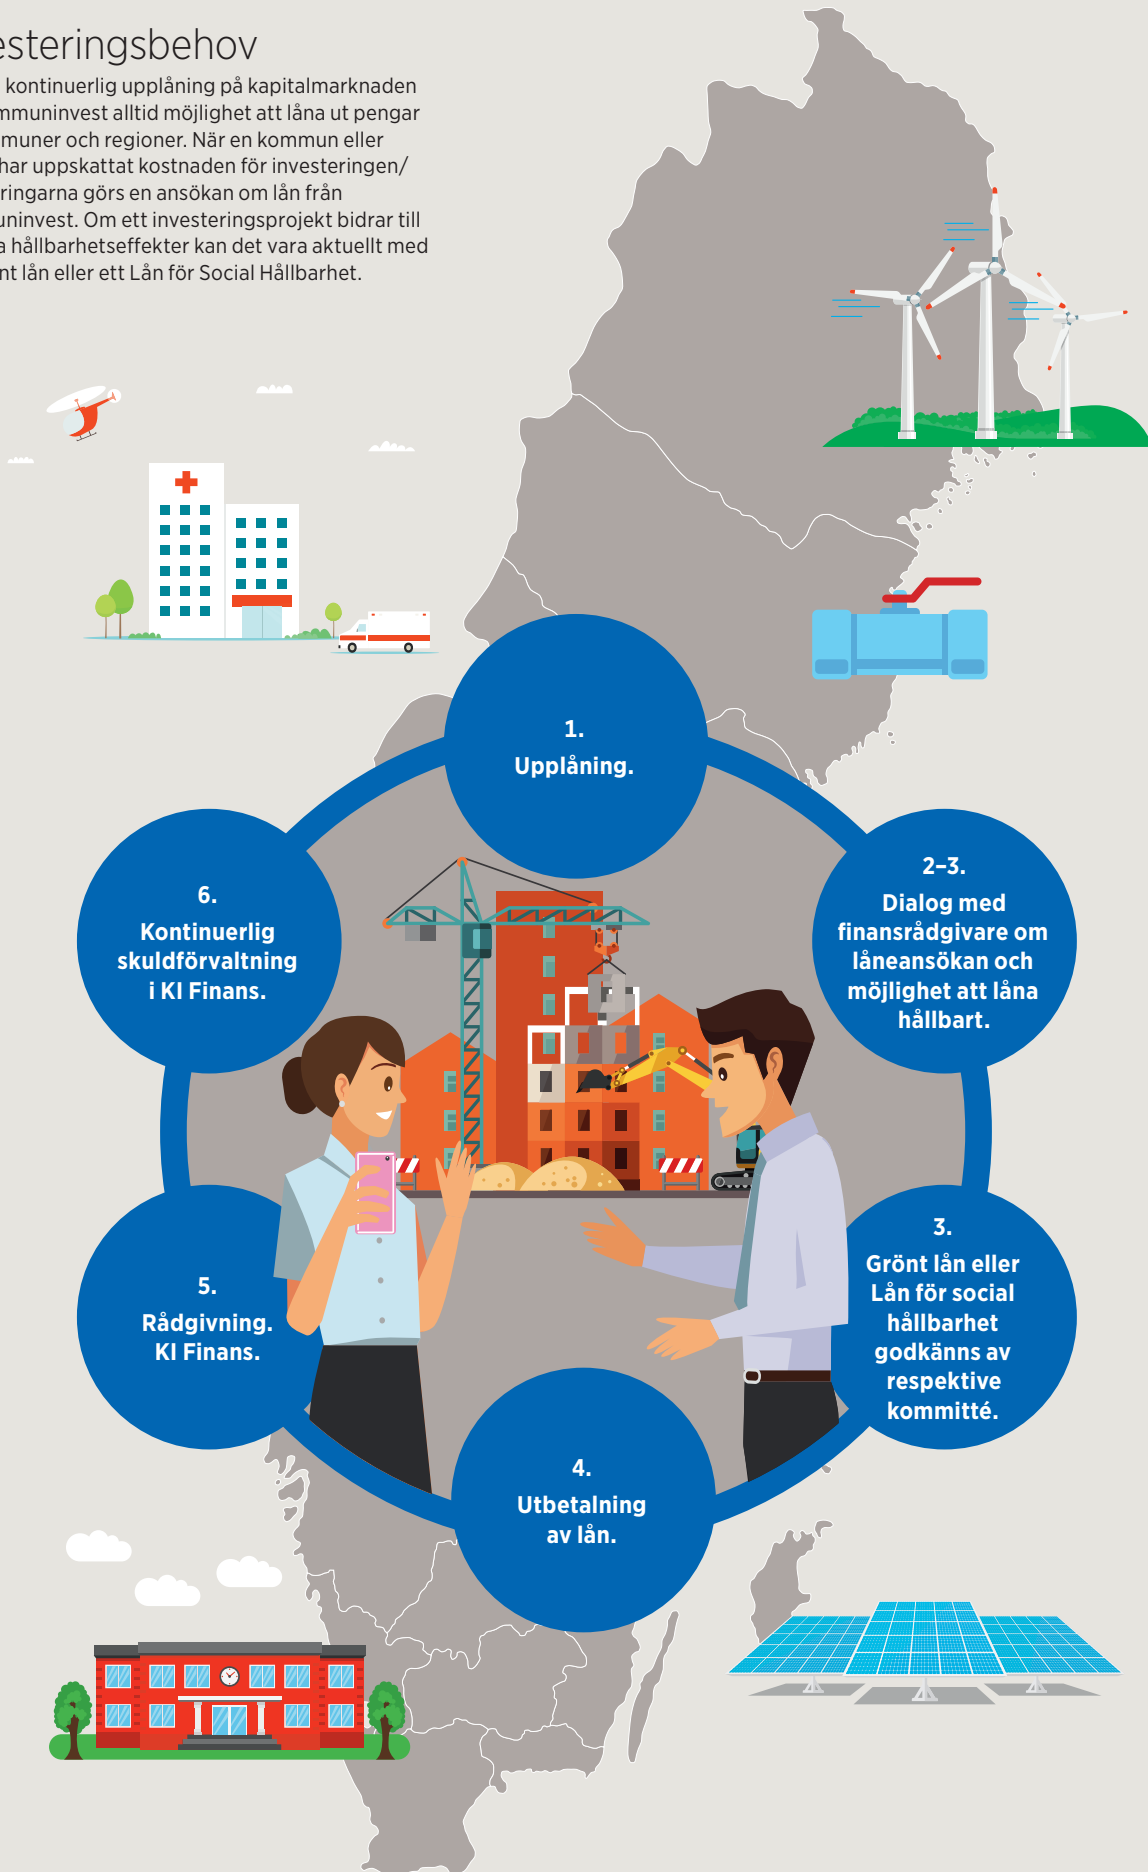 esteringsbehov
kontinuerlig upplåning på kapitalmarknaden
mmuninvest alltid möjlighet att låna ut pengar
muner och regioner. När en kommun eller
har uppskattat kostnaden för investeringen/
ringarna görs en ansökan om lån från
uninvest. Om ett investeringsprojekt bidrar till
a hållbarhetseffekter kan det vara aktuellt med
nt lån eller ett Lån för Social Hållbarhet.
1.
Upplåning.
2–3.
Dialog med
finansrådgivare om
låneansökan och
möjlighet att låna
hållbart.
3.
Grönt lån eller
Lån för social
hållbarhet
godkänns av
respektive
kommitté.
4.
Utbetalning
av lån.
5.
Rådgivning.
KI Finans.
6.
Kontinuerlig
skuldförvaltning
i KI Finans.